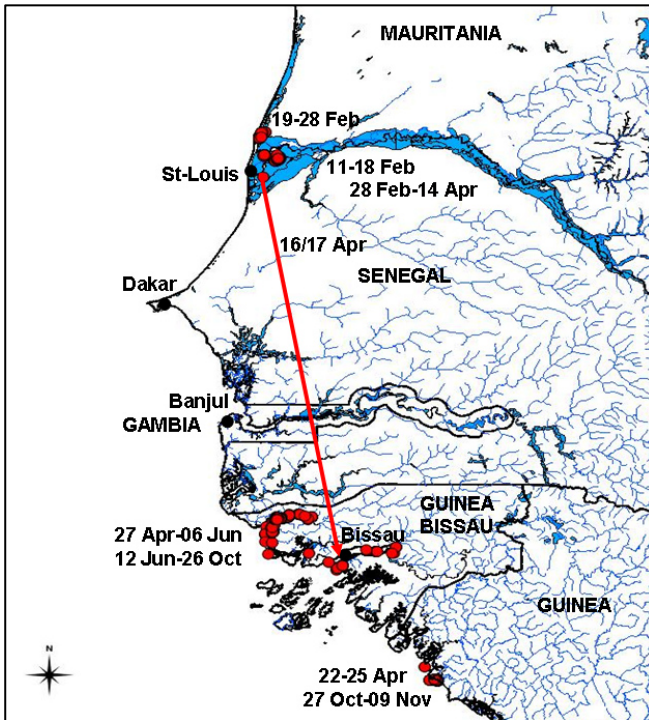 MAURITANIA
19-28 Feb
St-Louis
11-18 Feb
28 Feb-14 Apr
16/17 Apr
SENEGAL
Dakar
Banjul
GAMBIA
GUINEA
BISSAU
27 Apr-06 Jun
12 Jun-26 Oct
Bissau
GUINEA
N
22-25 Apr
27 Oct-09 Nov